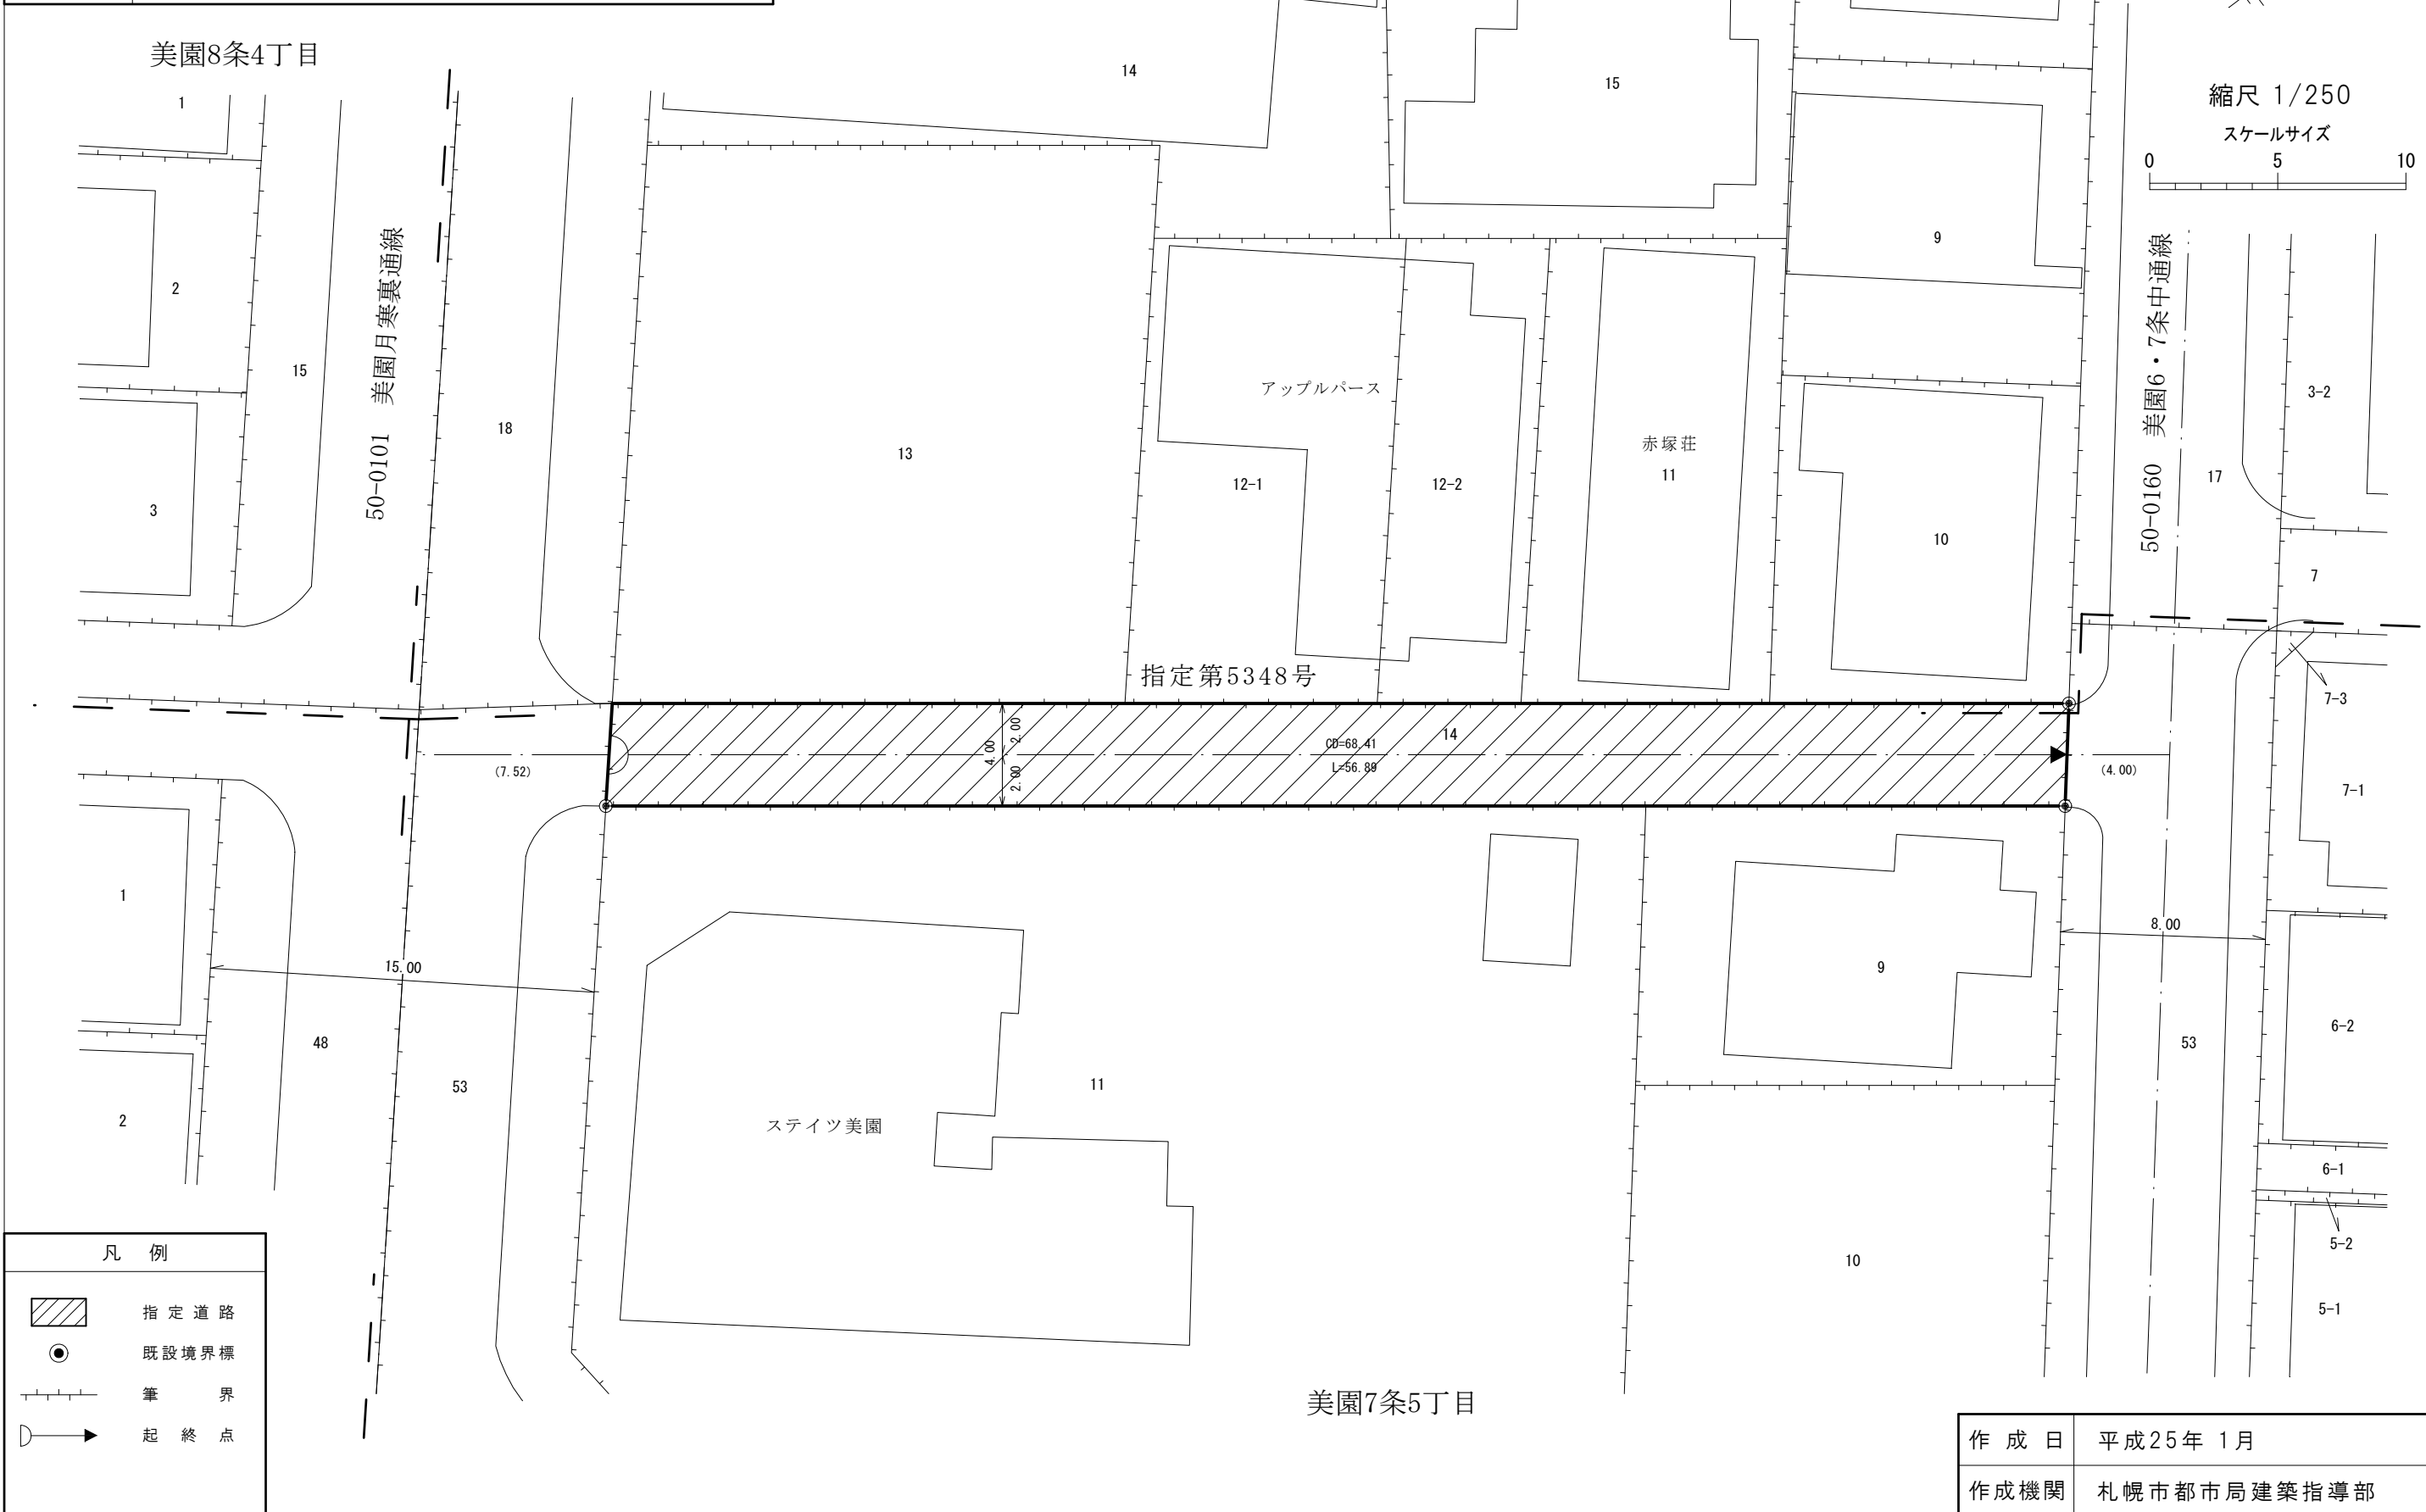 美園8条4丁目
1
14
15
縮尺 1/250
スケールサイズ
0 5 10
2
15
50-0101 美園月寒裏通線
18
13
アップルパース
12-1
12-2
赤塚荘
11
9
10
50-0160 美園6・7条中通線
17
3-2
3
7
指定第5348号
7-3
(7.52)
4.00
2.00
2.00
CD=68.41
L=56.89
14
(4.00)
7-1
1
15.00
8.00
9
48
53
11
53
6-2
2
ステイツ美園
6-1
5-2
10
5-1
美園7条5丁目
凡 例
指定道路
既設境界標
筆 界
起 終 点
作成日 平成25年 1月
作成機関 札幌市都市局建築指導部